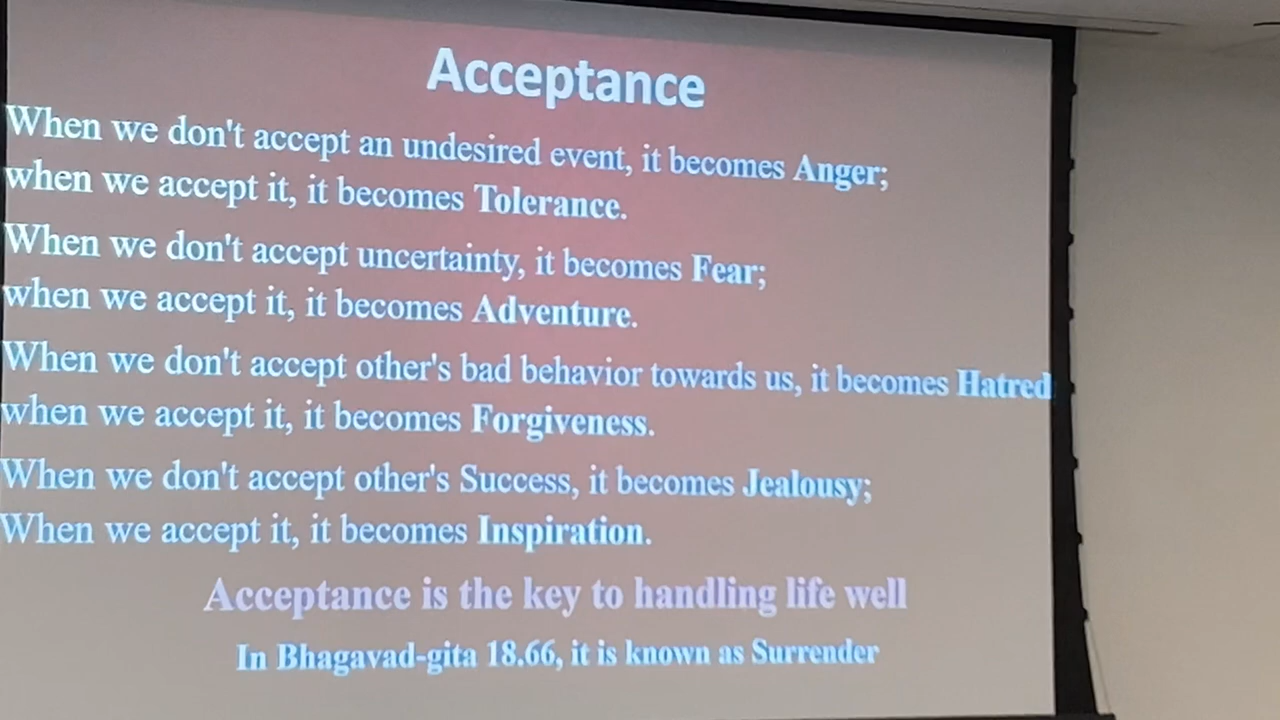 Acceptance
When we don't accept an undesired event, it becomes Anger;
when we accept it, it becomes Tolerance.
When we don't accept uncertainty, it becomes Fear;
when we accept it, it becomes Adventure.
When we don't accept other's bad behavior towards us, it becomes Hatred
when we accept it, it becomes Forgiveness.
When we don't accept other's Success, it becomes Jealousy;
When we accept it, it becomes Inspiration.
Acceptance is the key to handling life well
In Bhagavad-gita 18.66, it is known as Surrender